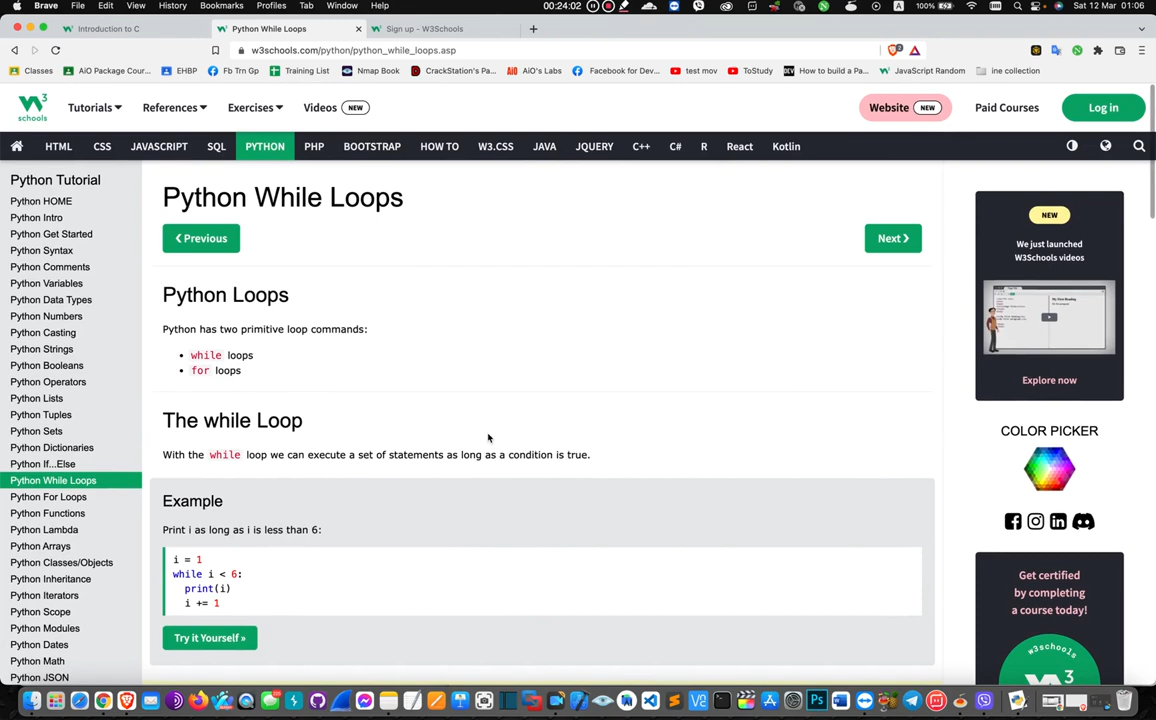 Brave File Edit View History Bookmarks Profiles Tab Window Help 00:24:02 100% Sat 12 Mar 01:06
Introduction to C
Python While Loops
Sign up - W3Schools
w3schools.com/python/python_while_loops.asp
Classes AiO Package Cour... EHBP Fb Trn Gp Training List Nmap Book CrackStation's Pa... AiO's Labs Facebook for Dev... test mov ToStudy How to build a Pa... JavaScript Random ine collection
W3 schools
Tutorials References Exercises Videos NEW Website NEW Paid Courses Log in
HTML CSS JAVASCRIPT SQL PYTHON PHP BOOTSTRAP HOW TO W3.CSS JAVA JQUERY C++ C# R React Kotlin
Python Tutorial
Python HOME
Python Intro
Python Get Started
Python Syntax
Python Comments
Python Variables
Python Data Types
Python Numbers
Python Casting
Python Strings
Python Booleans
Python Operators
Python Lists
Python Tuples
Python Sets
Python Dictionaries
Python If...Else
Python While Loops
Python For Loops
Python Functions
Python Lambda
Python Arrays
Python Classes/Objects
Python Inheritance
Python Iterators
Python Scope
Python Modules
Python Dates
Python Math
Python JSON
Python While Loops
❮ Previous
Next ❯
Python Loops
Python has two primitive loop commands:
• while loops
• for loops
The while Loop
With the while loop we can execute a set of statements as long as a condition is true.
Example
Print i as long as i is less than 6:
i = 1
while i < 6:
  print(i)
  i += 1
Try it Yourself »
NEW
We just launched
W3Schools videos
Explore now
COLOR PICKER
Get certified
by completing
a course today!
w3schools